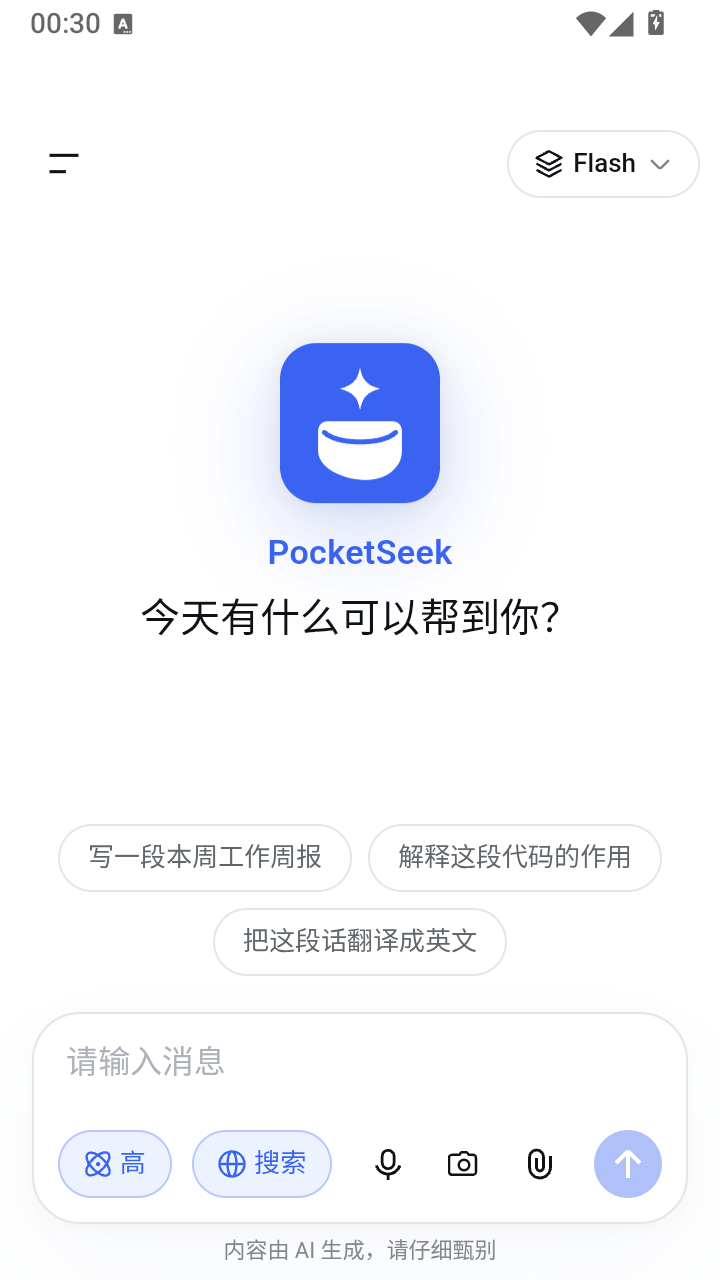 00:30
Flash
PocketSeek
今天有什么可以帮到你？
写一段本周工作周报
解释这段代码的作用
把这段话翻译成英文
请输入消息
高
搜索
内容由 AI 生成，请仔细甄别